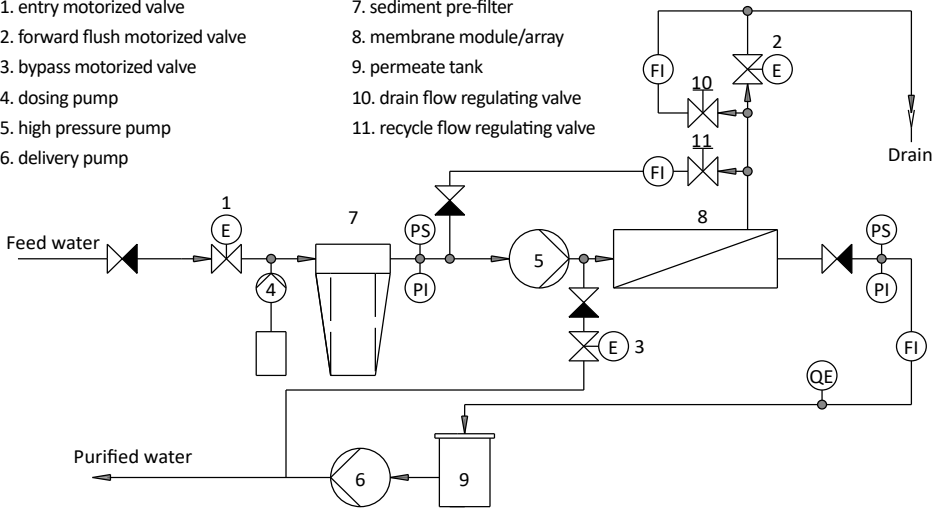 1. entry motorized valve
2. forward flush motorized valve
3. bypass motorized valve
4. dosing pump
5. high pressure pump
6. delivery pump
7. sediment pre-filter
8. membrane module/array
9. permeate tank
10. drain flow regulating valve
11. recycle flow regulating valve
2
FI
E
10
11
Drain
FI
1
7
8
E
PS
PS
Feed water
5
4
PI
PI
E
3
FI
QE
Purified water
6
9